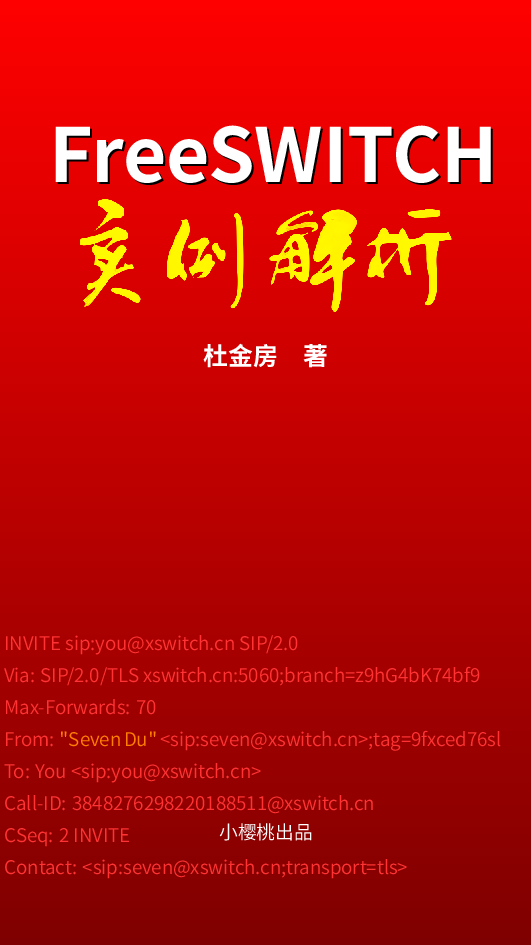 FreeSWITCH
实例解析
杜金房 著
INVITE sip:you@xswitch.cn SIP/2.0
Via: SIP/2.0/TLS xswitch.cn:5060;branch=z9hG4bK74bf9
Max-Forwards: 70
From: "Seven Du" <sip:seven@xswitch.cn>;tag=9fxced76sl
To: You <sip:you@xswitch.cn>
Call-ID: 3848276298220188511@xswitch.cn
CSeq: 2 INVITE
小樱桃出品
Contact: <sip:seven@xswitch.cn;transport=tls>